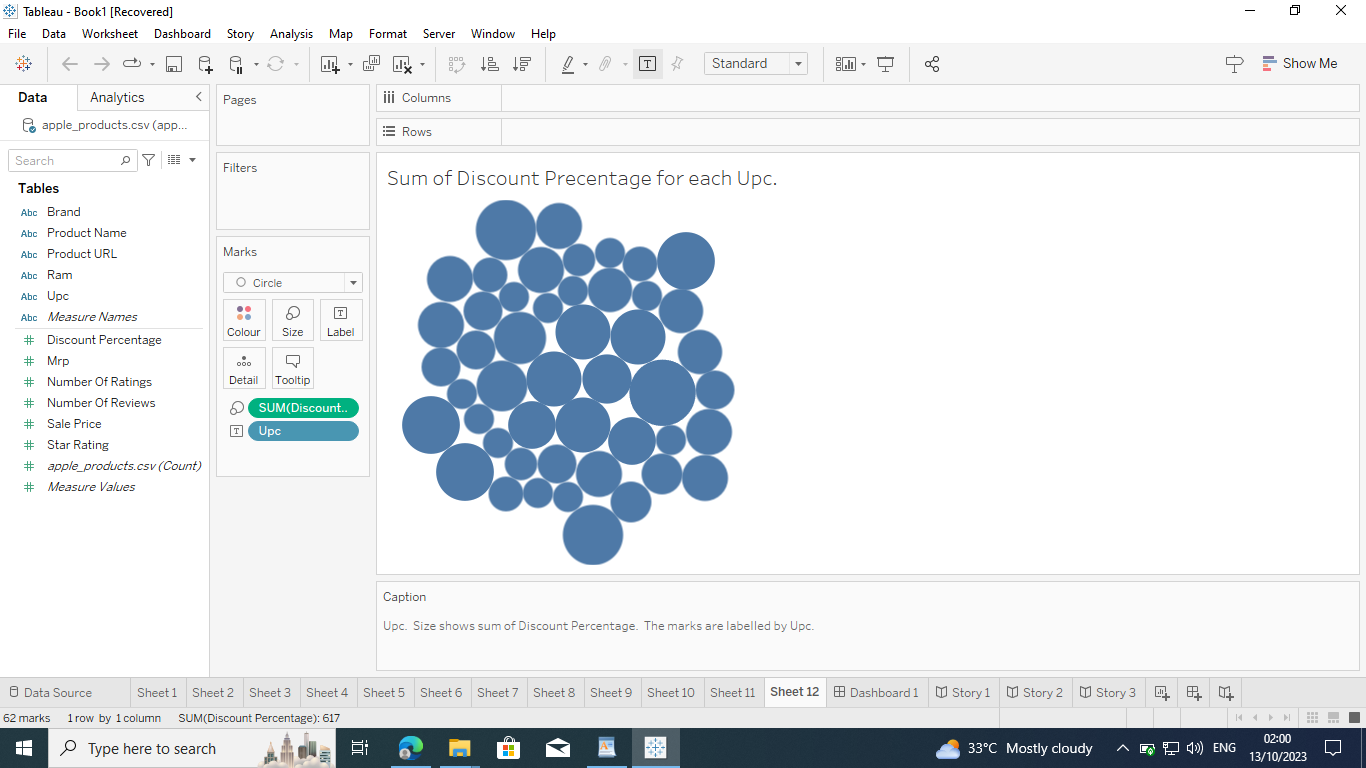 Tableau - Book1 [Recovered]
File Data Worksheet Dashboard Story Analysis Map Format Server Window Help
Standard
Show Me
Data Analytics
apple_products.csv (app...
Search
Tables
Abc Brand
Abc Product Name
Abc Product URL
Abc Ram
Abc Upc
Abc Measure Names
Discount Percentage
Mrp
Number Of Ratings
Number Of Reviews
Sale Price
Star Rating
apple_products.csv (Count)
Measure Values
Pages
Filters
Marks
Circle
Colour Size Label
Detail Tooltip
SUM(Discount..
Upc
Columns
Rows
Sum of Discount Precentage for each Upc.
Caption
Upc. Size shows sum of Discount Percentage. The marks are labelled by Upc.
Data Source Sheet 1 Sheet 2 Sheet 3 Sheet 4 Sheet 5 Sheet 6 Sheet 7 Sheet 8 Sheet 9 Sheet 10 Sheet 11 Sheet 12 Dashboard 1 Story 1 Story 2 Story 3
62 marks 1 row by 1 column SUM(Discount Percentage): 617
Type here to search
33°C Mostly cloudy
ENG
02:00
13/10/2023